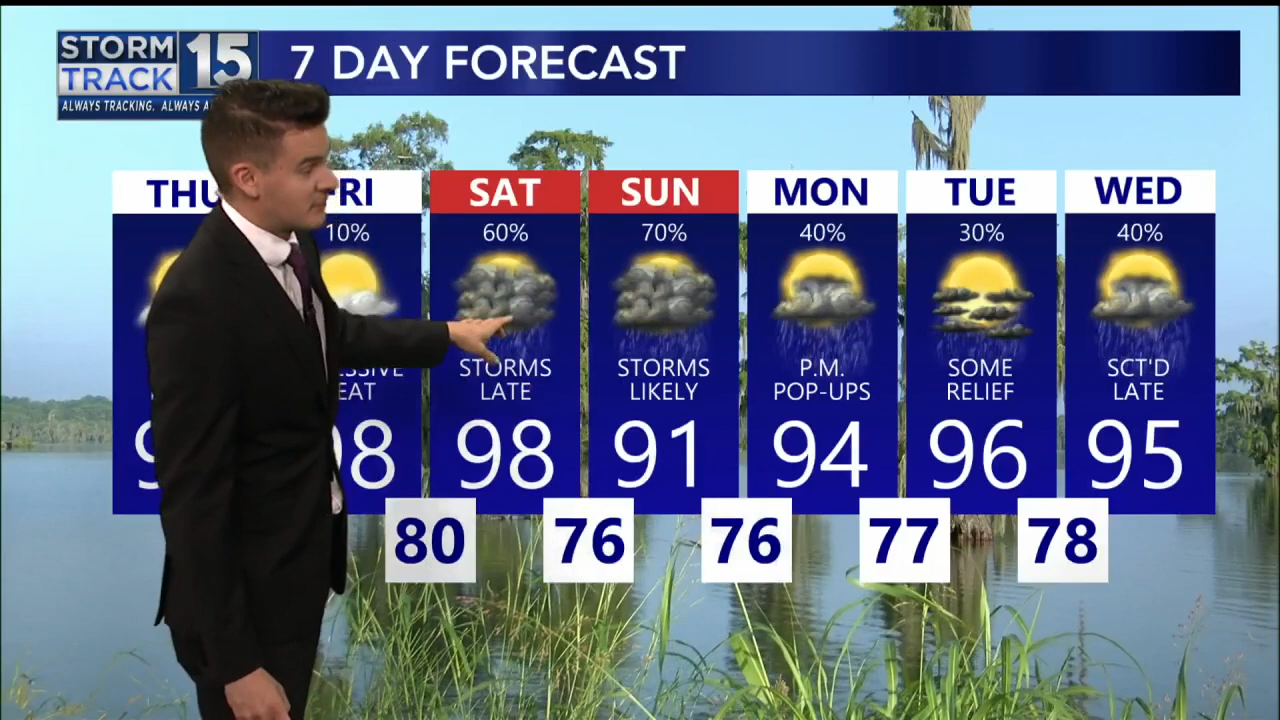 STORM
TRACK
15
ALWAYS TRACKING. ALWAYS A
7 DAY FORECAST
THU
FRI
SAT
SUN
MON
TUE
WED
10%
60%
70%
40%
30%
40%
STORMS
LATE
STORMS
LIKELY
P.M.
POP-UPS
SOME
RELIEF
SCT'D
LATE
98
91
94
96
95
80
76
76
77
78